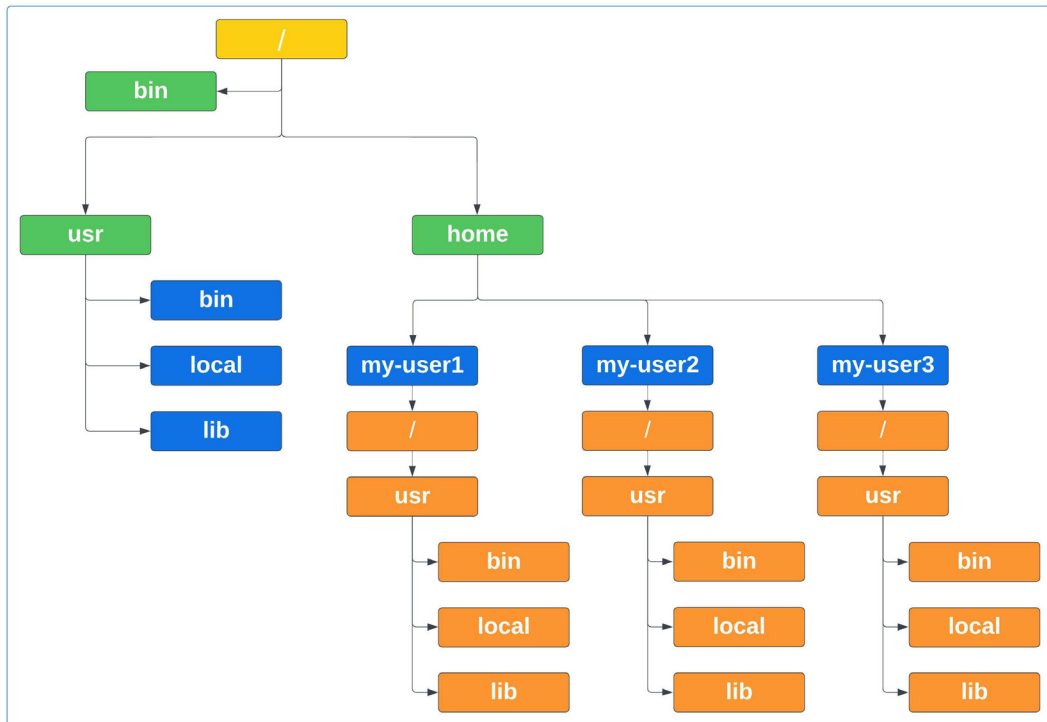 /
bin
usr
home
bin
local
lib
my-user1
my-user2
my-user3
/
/
/
usr
usr
usr
bin
bin
bin
local
local
local
lib
lib
lib